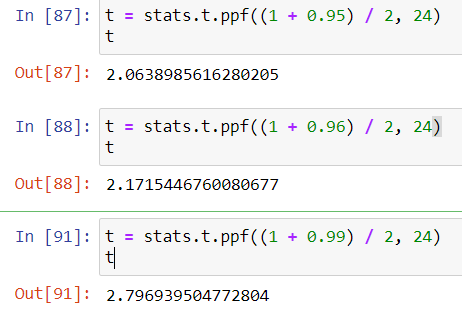 In [87]: t = stats.t.ppf((1 + 0.95) / 2, 24)
t
Out[87]: 2.0638985616280205
In [88]: t = stats.t.ppf((1 + 0.96) / 2, 24)
t
Out[88]: 2.1715446760080677
In [91]: t = stats.t.ppf((1 + 0.99) / 2, 24)
t
Out[91]: 2.796939504772804